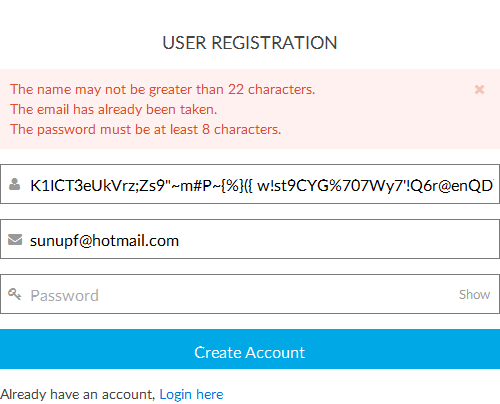 USER REGISTRATION
The name may not be greater than 22 characters.
The email has already been taken.
The password must be at least 8 characters.
K1ICT3eUkVrz;Zs9"~m#P~{%}({ w!st9CYG%707Wy7'!Q6r@enQD
sunupf@hotmail.com
Password Show
Create Account
Already have an account, Login here